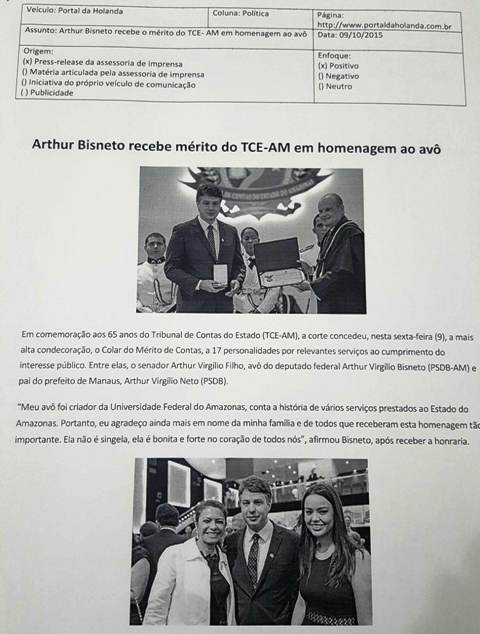 Veículo: Portal da Holanda
Coluna: Política
Página:
http://www.portaldaholanda.com.br
Assunto: Arthur Bisneto recebe o mérito do TCE- AM em homenagem ao avô
Data: 09/10/2015
Origem:
(x) Press-release da assessoria de imprensa
() Matéria articulada pela assessoria de imprensa
() Iniciativa do próprio veículo de comunicação
( ) Publicidade
Enfoque:
(x) Positivo
() Negativo
() Neutro
Arthur Bisneto recebe mérito do TCE-AM em homenagem ao avô
Em comemoração aos 65 anos do Tribunal de Contas do Estado (TCE-AM), a corte concedeu, nesta sexta-feira (9), a mais
alta condecoração, o Colar do Mérito de Contas, a 17 personalidades por relevantes serviços ao cumprimento do
interesse público. Entre elas, o senador Arthur Virgílio Filho, avô do deputado federal Arthur Virgílio Bisneto (PSDB-AM) e
pai do prefeito de Manaus, Arthur Virgílio Neto (PSDB).
"Meu avô foi criador da Universidade Federal do Amazonas, conta a história de vários serviços prestados ao Estado do
Amazonas. Portanto, eu agradeço ainda mais em nome da minha família e de todos que receberam esta homenagem tão
importante. Ela não é singela, ela é bonita e forte no coração de todos nós", afirmou Bisneto, após receber a honraria.